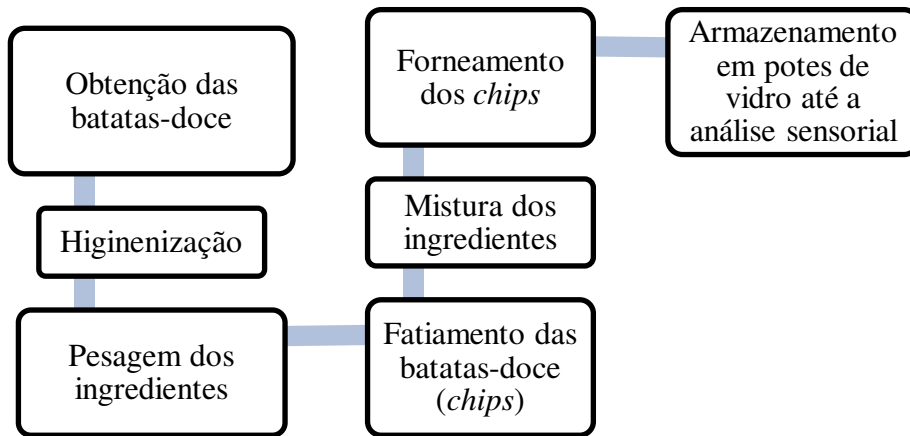 Obtenção das
batatas-doce
Higinenização
Pesagem dos
ingredientes
Fatiamento das
batatas-doce
(chips)
Mistura dos
ingredientes
Forneamento
dos chips
Armazenamento
em potes de
vidro até a
análise sensorial